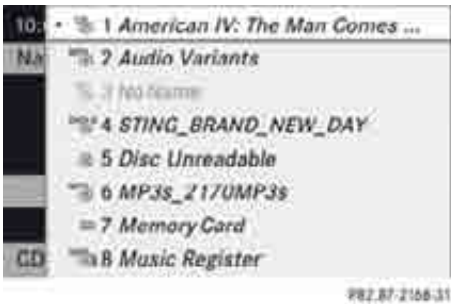 10:
1 American IV: The Man Comes ...
Na
2 Audio Variants
3 No Name
4 STING_BRAND_NEW_DAY
5 Disc Unreadable
6 MP3s_2170MP3s
7 Memory Card
CD
8 Music Register
P82.87-2168-31